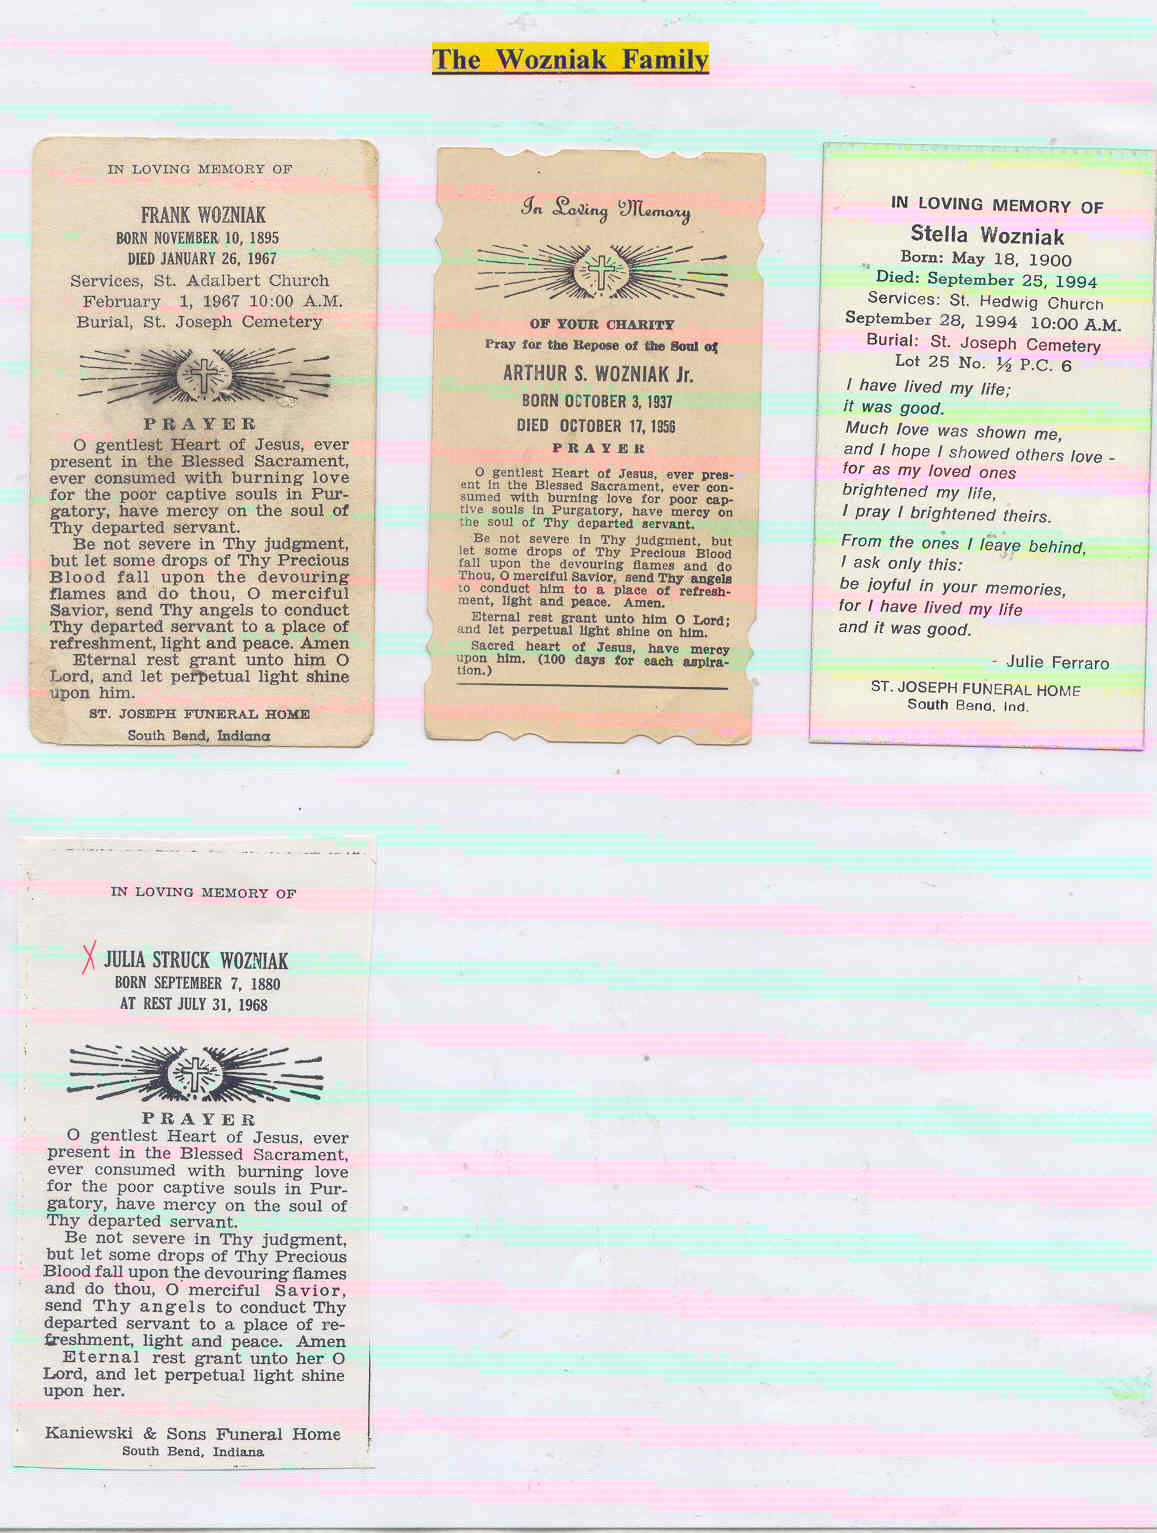 The Wozniak Family
IN LOVING MEMORY OF
FRANK WOZNIAK
BORN NOVEMBER 10, 1895
DIED JANUARY 26, 1967
Services, St. Adalbert Church
February 1, 1967 10:00 A.M.
Burial, St. Joseph Cemetery
PRAYER
O gentlest Heart of Jesus, ever
present in the Blessed Sacrament,
ever consumed with burning love
for the poor captive souls in Pur-
gatory, have mercy on the soul of
Thy departed servant.
Be not severe in Thy judgment,
but let some drops of Thy Precious
Blood fall upon the devouring
flames and do thou, O merciful
Savior, send Thy angels to conduct
Thy departed servant to a place of
refreshment, light and peace. Amen
Eternal rest grant unto him O
Lord, and let perpetual light shine
upon him.
ST. JOSEPH FUNERAL HOME
South Bend, Indiana
In Loving Memory
OF YOUR CHARITY
Pray for the Repose of the Soul of
ARTHUR S. WOZNIAK Jr.
BORN OCTOBER 3, 1937
DIED OCTOBER 17, 1956
PRAYER
O gentlest Heart of Jesus, ever pres-
ent in the Blessed Sacrament, ever con-
sumed with burning love for poor cap-
tive souls in Purgatory, have mercy on
the soul of Thy departed servant.
Be not severe in Thy judgment, but
let some drops of Thy Precious Blood
fall upon the devouring flames and do
Thou, O merciful Savior, send Thy angels
to conduct him to a place of refresh-
ment, light and peace. Amen.
Eternal rest grant unto him O Lord;
and let perpetual light shine on him.
Sacred heart of Jesus, have mercy
upon him. (100 days for each aspira-
tion.)
IN LOVING MEMORY OF
Stella Wozniak
Born: May 18, 1900
Died: September 25, 1994
Services: St. Hedwig Church
September 28, 1994 10:00 A.M.
Burial: St. Joseph Cemetery
Lot 25 No. ½ P.C. 6
I have lived my life;
it was good.
Much love was shown me,
and I hope I showed others love -
for as my loved ones
brightened my life,
I pray I brightened theirs.
From the ones I leave behind,
I ask only this:
be joyful in your memories,
for I have lived my life
and it was good.
- Julie Ferraro
ST. JOSEPH FUNERAL HOME
South Bend, Ind.
IN LOVING MEMORY OF
X JULIA STRUCK WOZNIAK
BORN SEPTEMBER 7, 1880
AT REST JULY 31, 1968
PRAYER
O gentlest Heart of Jesus, ever
present in the Blessed Sacrament,
ever consumed with burning love
for the poor captive souls in Pur-
gatory, have mercy on the soul of
Thy departed servant.
Be not severe in Thy judgment,
but let some drops of Thy Precious
Blood fall upon the devouring flames
and do thou, O merciful Savior,
send Thy angels to conduct Thy
departed servant to a place of re-
freshment, light and peace. Amen
Eternal rest grant unto her O
Lord, and let perpetual light shine
upon her.
Kaniewski & Sons Funeral Home
South Bend, Indiana